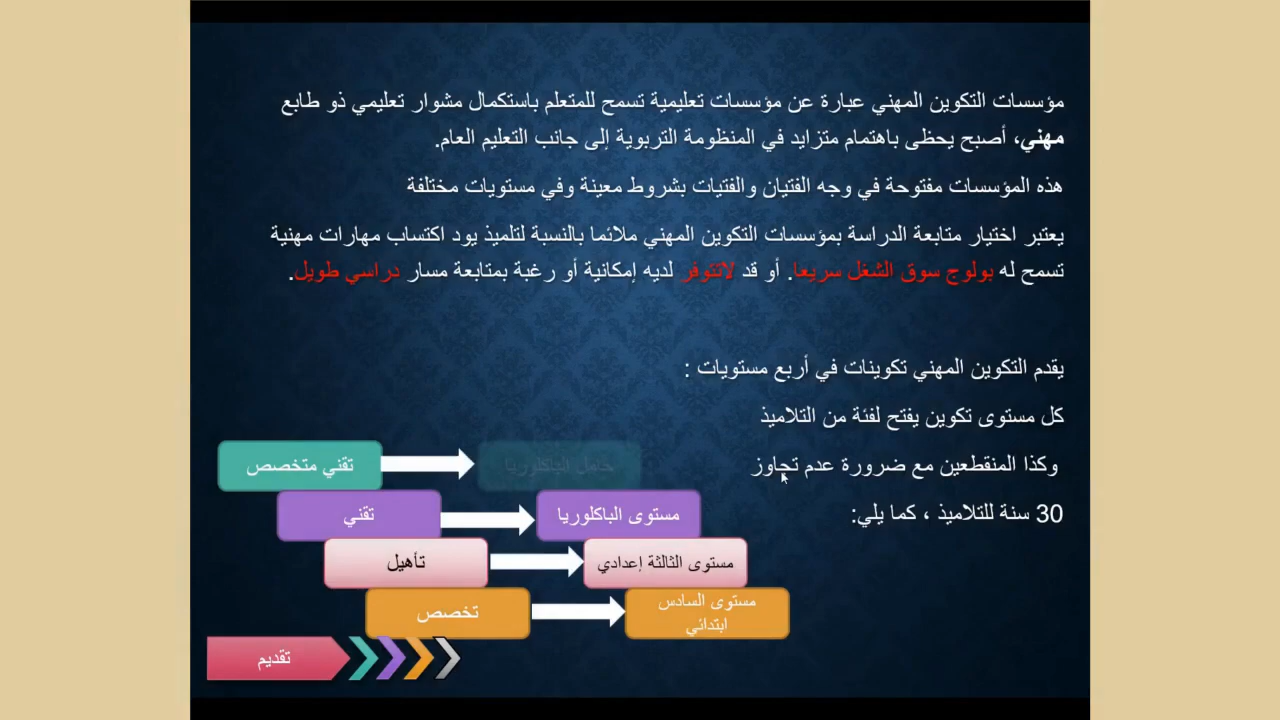 مؤسسات التكوين المهني عبارة عن مؤسسات تعليمية تسمح للمتعلم باستكمال مشوار تعليمي ذو طابع
مهني، أصبح يحظى باهتمام متزايد في المنظومة التربوية إلى جانب التعليم العام.
هذه المؤسسات مفتوحة في وجه الفتيان والفتيات بشروط معينة وفي مستويات مختلفة
يعتبر اختيار متابعة الدراسة بمؤسسات التكوين المهني ملائما بالنسبة لتلميذ يود اكتساب مهارات مهنية
تسمح له بولوج سوق الشغل سريعا. أو قد لاتتوفر لديه إمكانية أو رغبة بمتابعة مسار دراسي طويل.
يقدم التكوين المهني تكوينات في أربع مستويات :
كل مستوى تكوين يفتح لفئة من التلاميذ
وكذا المنقطعين مع ضرورة عدم تجاوز
30 سنة للتلاميذ ، كما يلي:
حامل الباكلوريا
تقني متخصص
مستوى الباكلوريا
تقني
مستوى الثالثة إعدادي
تأهيل
مستوى السادس
ابتدائي
تخصص
تقديم